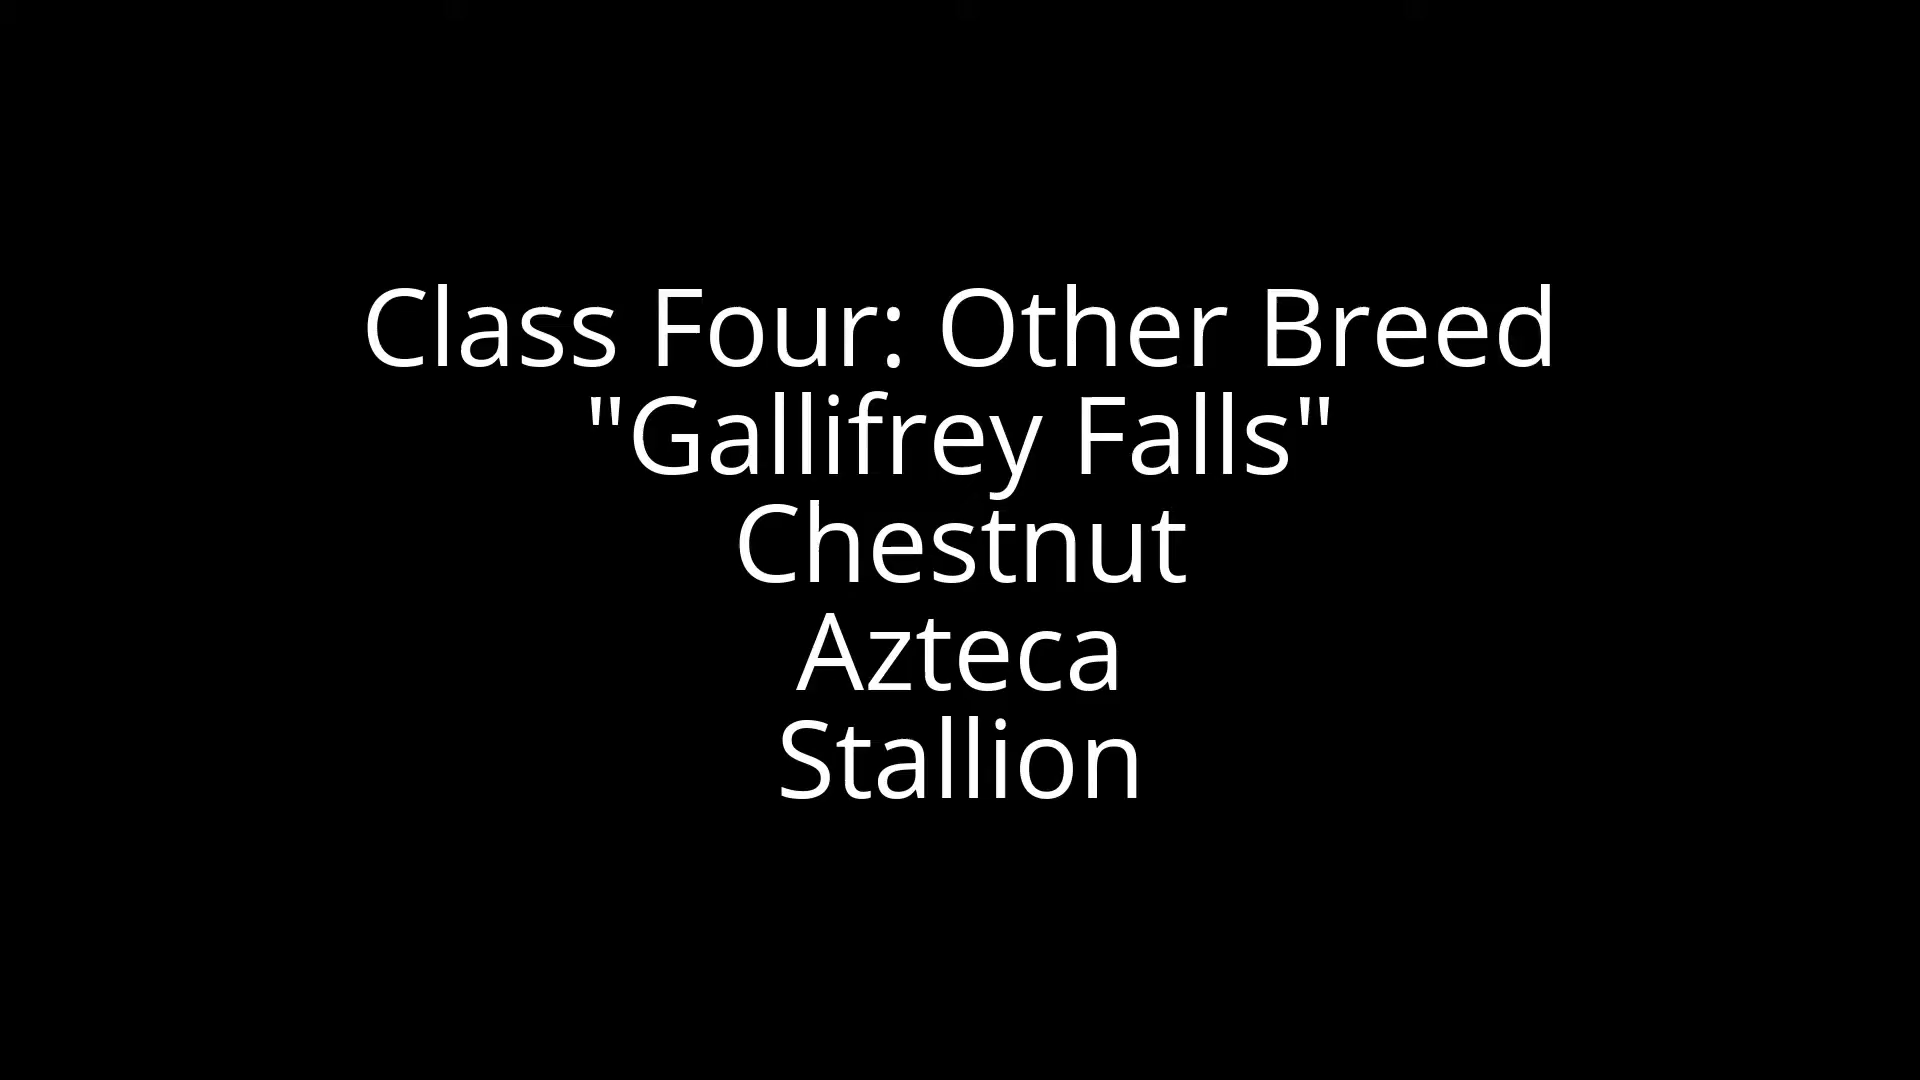 Class Four: Other Breed
"Gallifrey Falls"
Chestnut
Azteca
Stallion